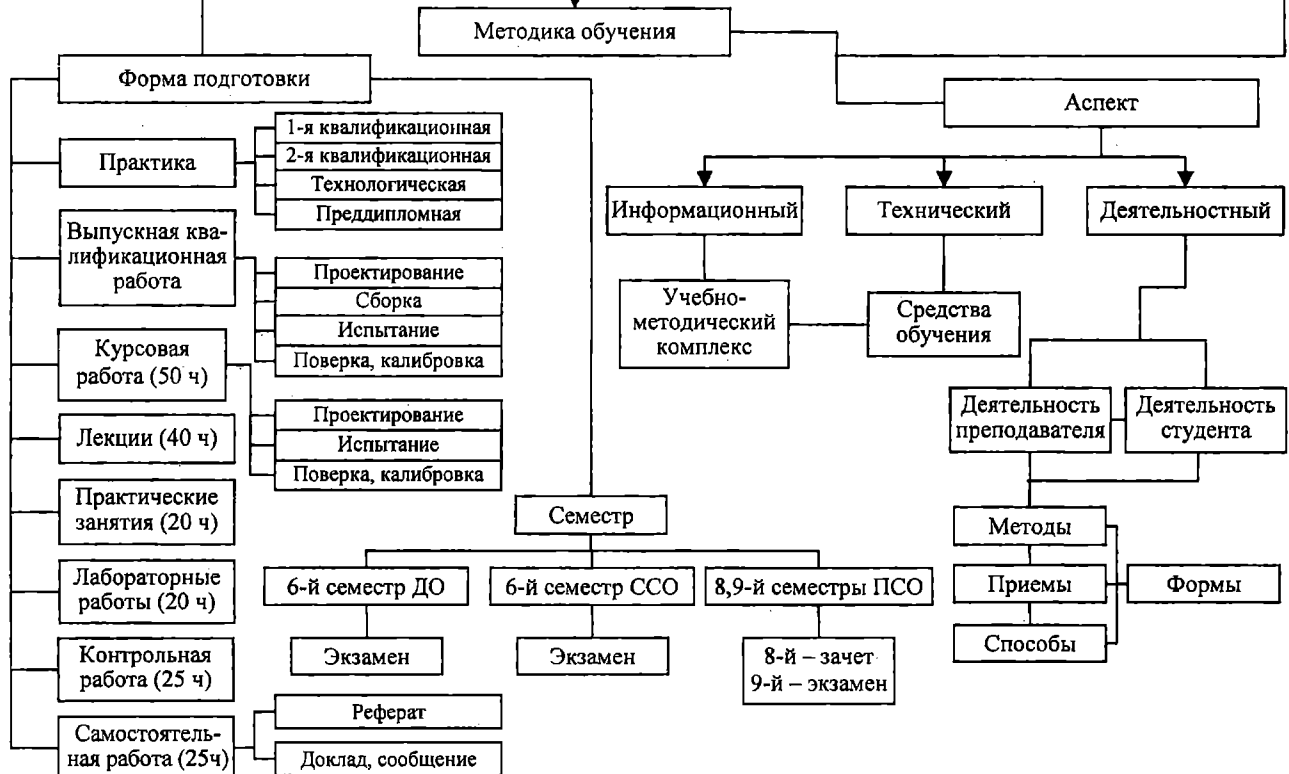 Методика обучения
Форма подготовки
Аспект
Практика
1-я квалификационная
2-я квалификационная
Технологическая
Преддипломная
Информационный
Технический
Деятельностный
Выпускная ква-
лификационная
работа
Проектирование
Сборка
Испытание
Поверка, калибровка
Учебно-
методический
комплекс
Средства
обучения
Курсовая
работа (50 ч)
Проектирование
Испытание
Поверка, калибровка
Деятельность
преподавателя
Деятельность
студента
Лекции (40 ч)
Практические
занятия (20 ч)
Семестр
Методы
Приемы
Способы
Формы
Лабораторные
работы (20 ч)
6-й семестр ДО
6-й семестр ССО
8,9-й семестры ПСО
Экзамен
Экзамен
8-й – зачет
9-й – экзамен
Контрольная
работа (25 ч)
Самостоятель-
ная работа (25ч)
Реферат
Доклад, сообщение